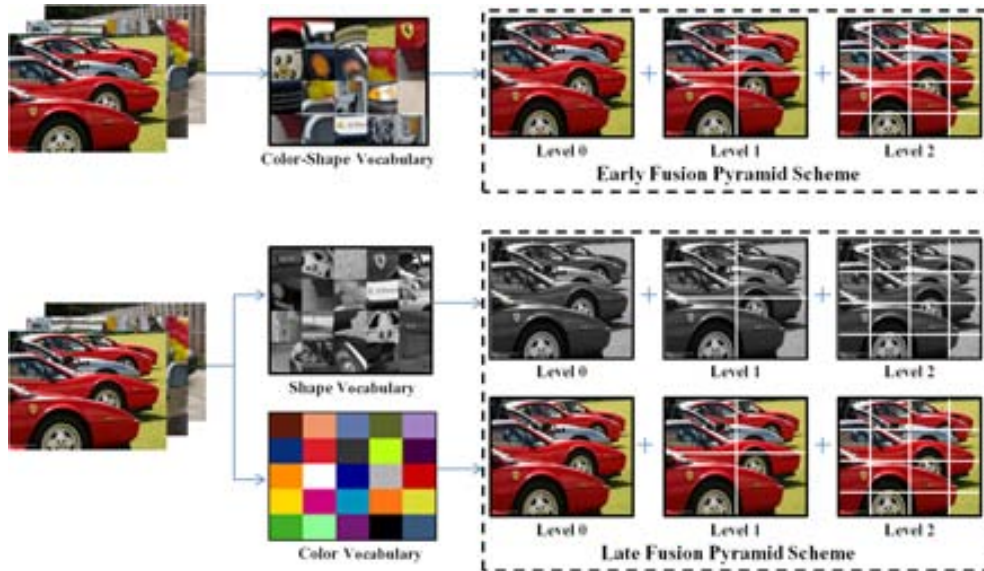 Color-Shape Vocabulary
Level 0
Level 1
Level 2
Early Fusion Pyramid Scheme
Shape Vocabulary
Level 0
Level 1
Level 2
Color Vocabulary
Level 0
Level 1
Level 2
Late Fusion Pyramid Scheme